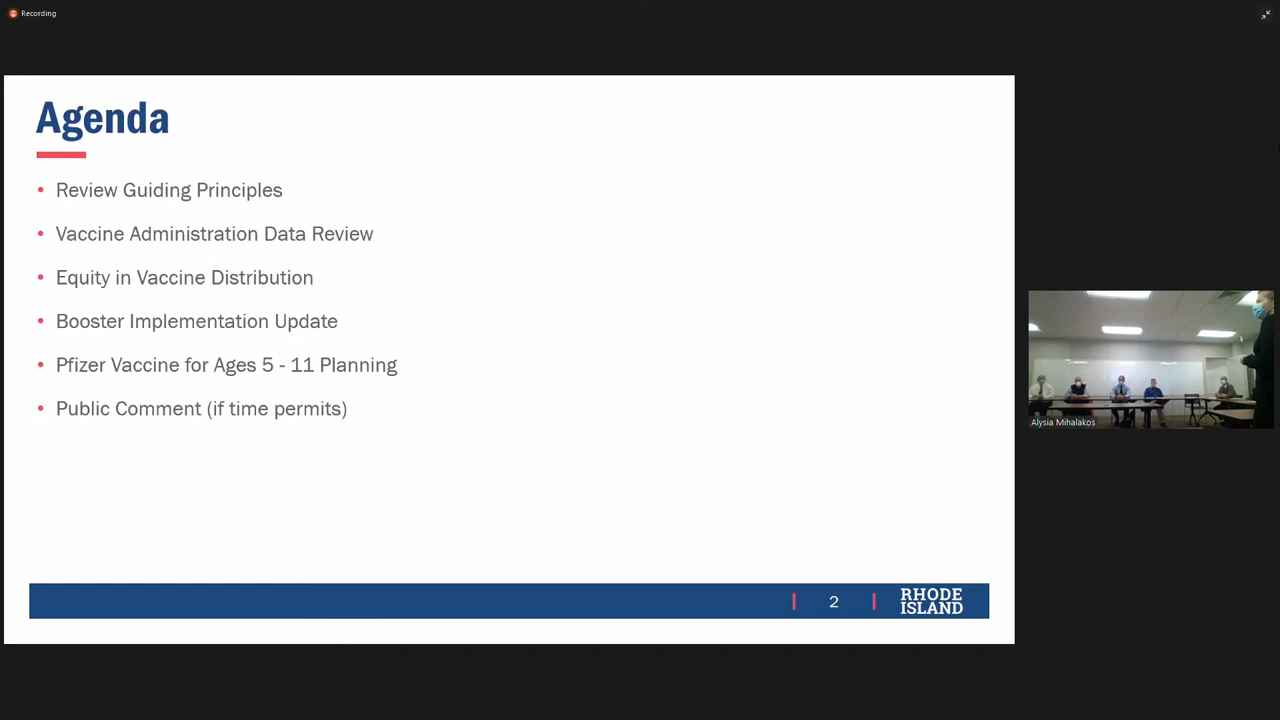 Recording
Agenda
• Review Guiding Principles
• Vaccine Administration Data Review
• Equity in Vaccine Distribution
• Booster Implementation Update
• Pfizer Vaccine for Ages 5 - 11 Planning
• Public Comment (if time permits)
Alysia Mihalakos
2
RHODE
ISLAND